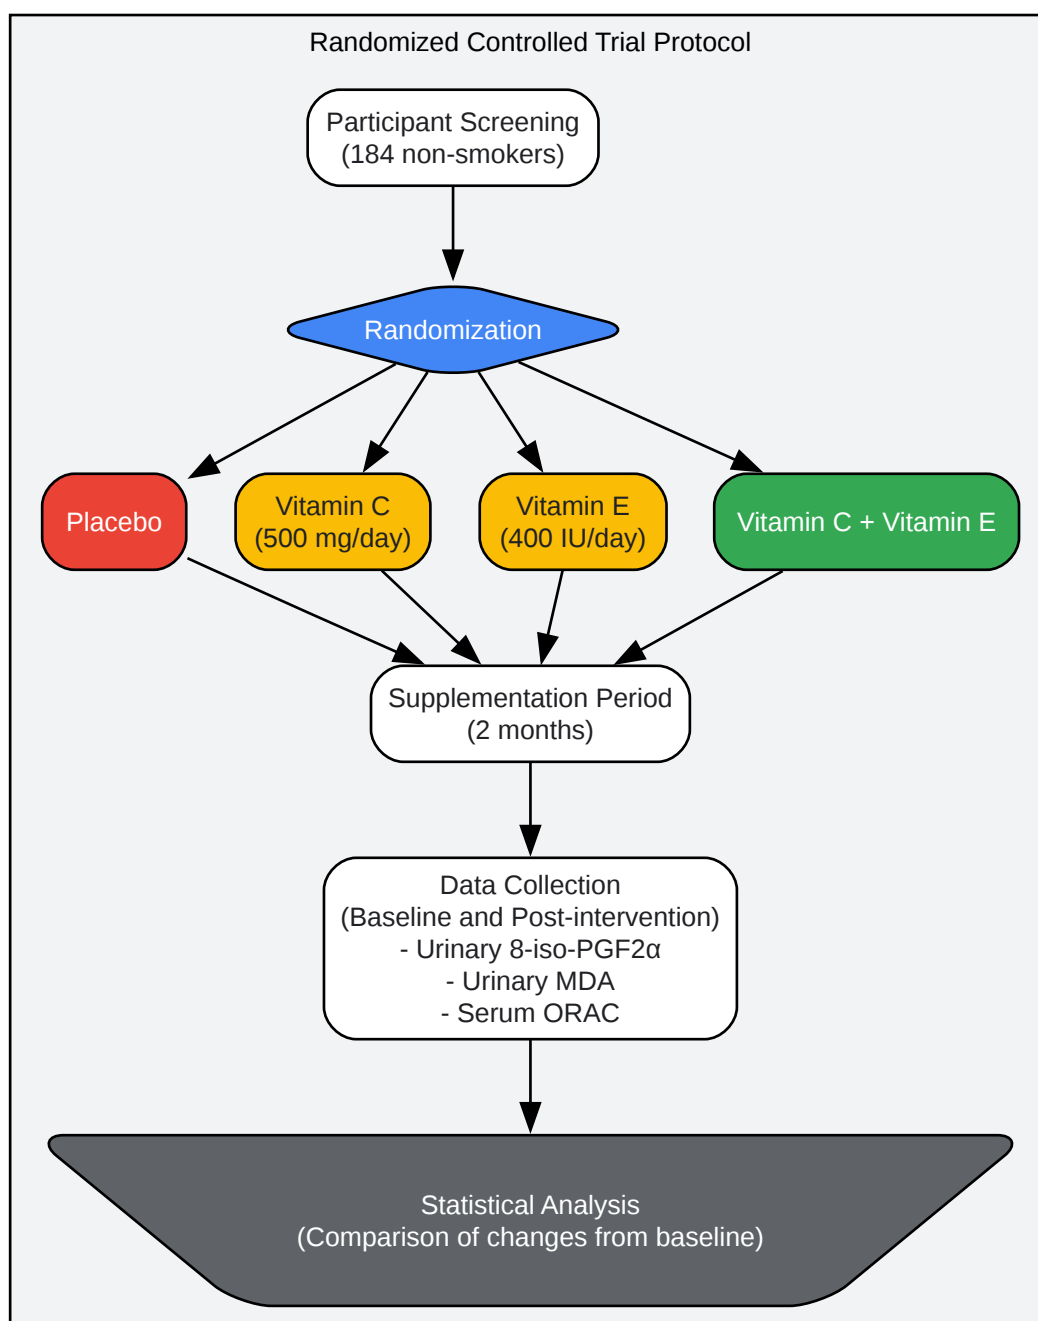 Randomized Controlled Trial Protocol
Participant Screening
(184 non-smokers)
Randomization
Placebo
Vitamin C
(500 mg/day)
Vitamin E
(400 IU/day)
Vitamin C + Vitamin E
Supplementation Period
(2 months)
Data Collection
(Baseline and Post-intervention)
- Urinary 8-iso-PGF2α
- Urinary MDA
- Serum ORAC
Statistical Analysis
(Comparison of changes from baseline)